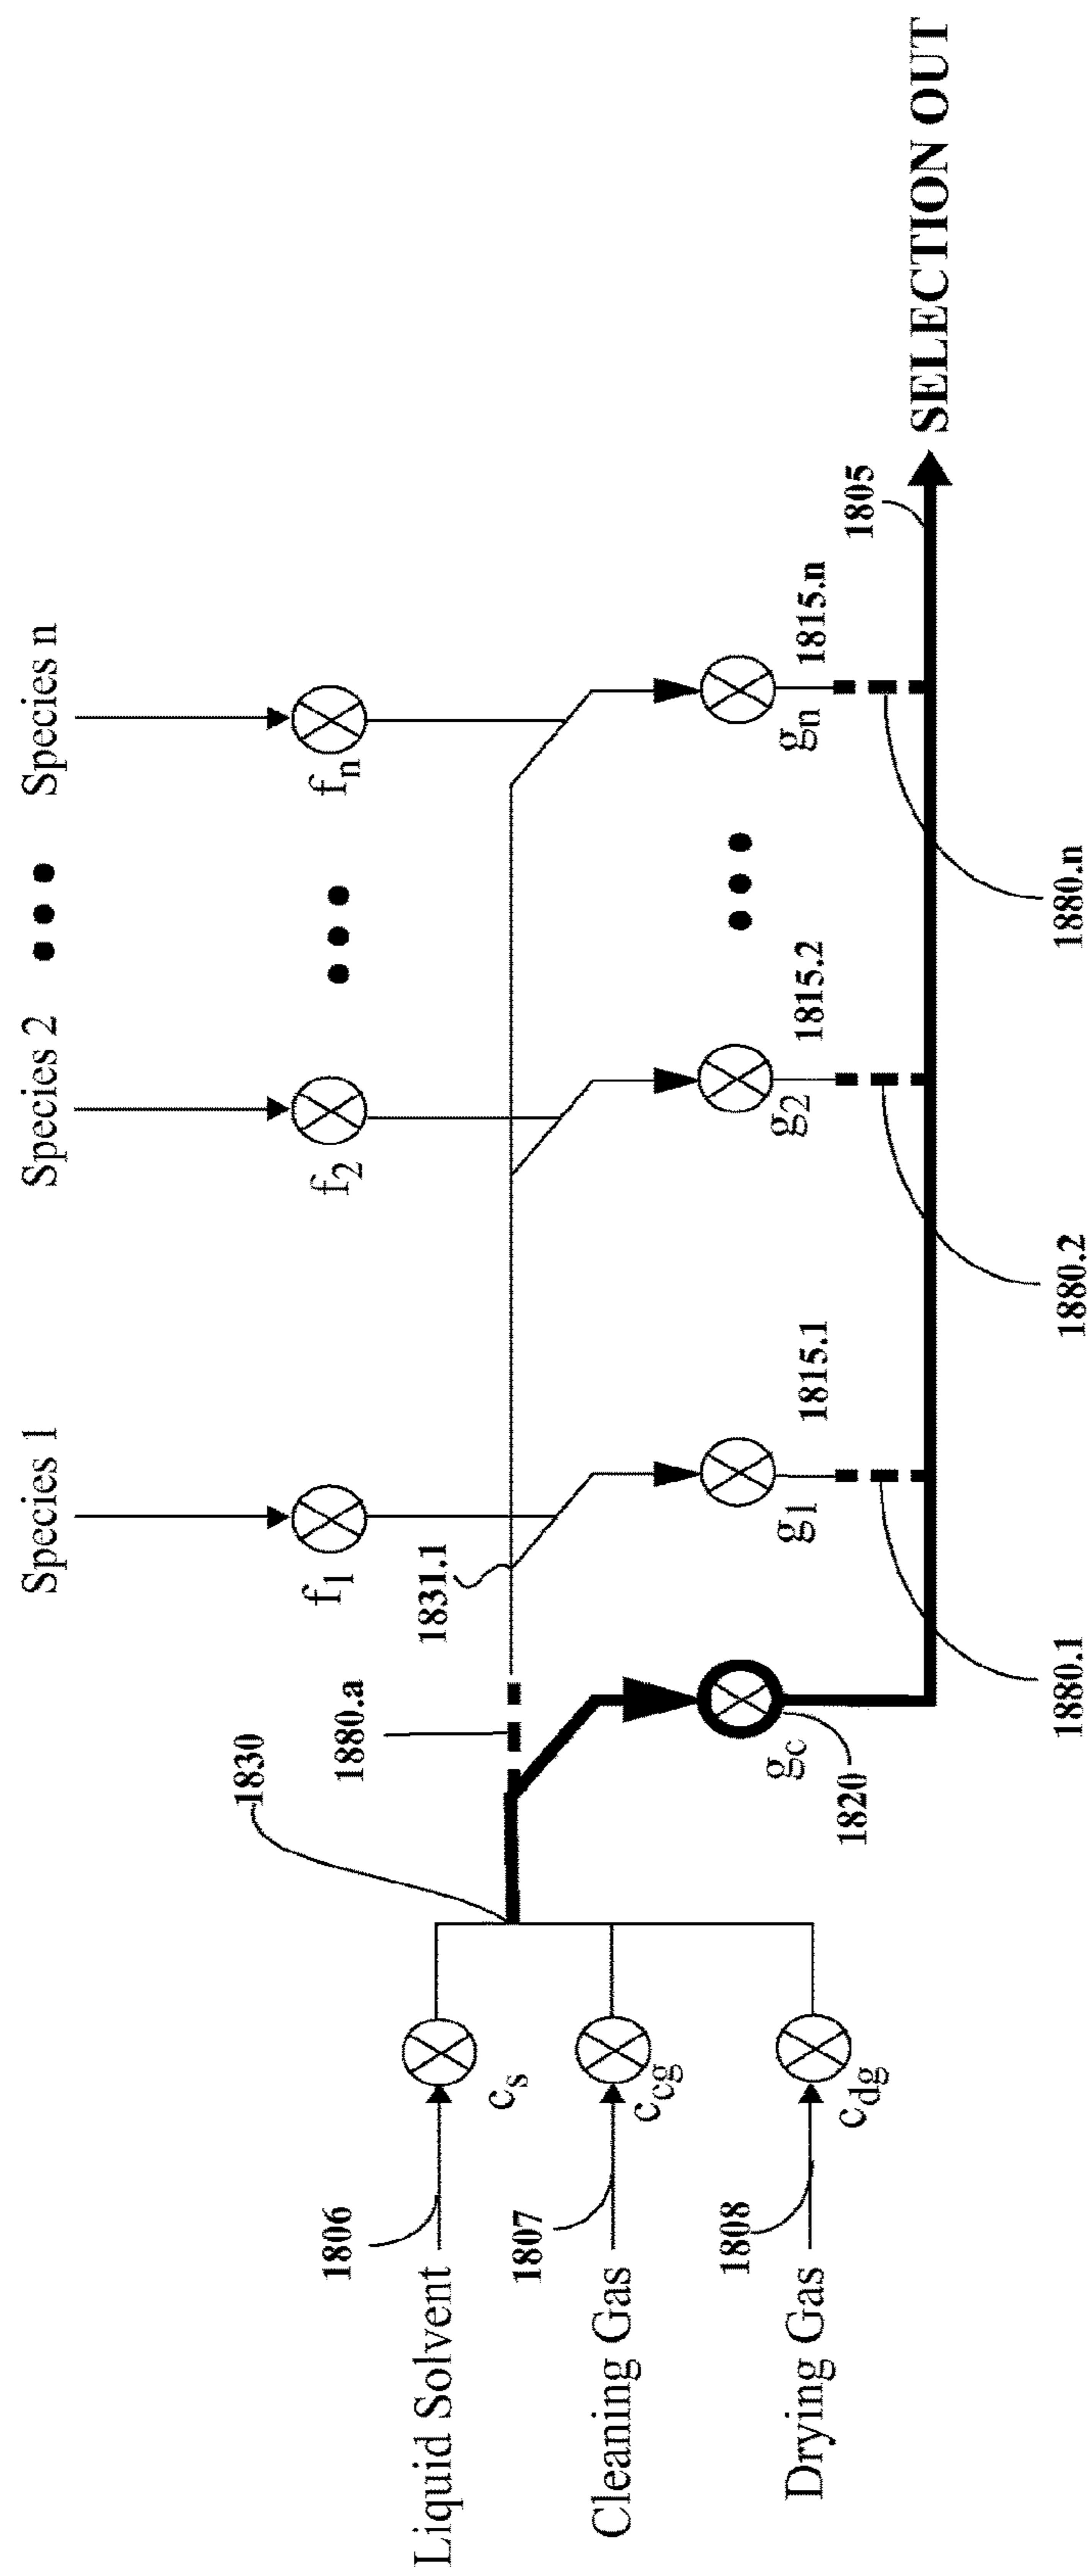 Species 1
Species 2
Species n
f1
f2
fn
1830
1880.a
1831.1
1806
Liquid Solvent
cs
1807
Cleaning Gas
ccg
1808
Drying Gas
cdg
gc
1820
g1
1815.1
g2
1815.2
gn
1815.n
1805
SELECTION OUT
1880.1
1880.2
1880.n